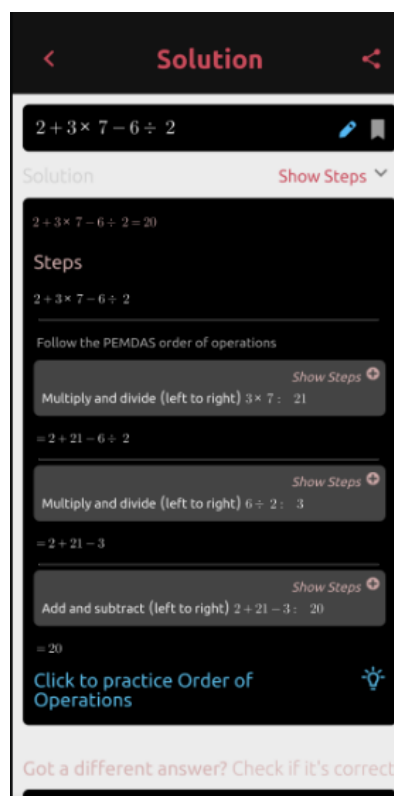 Solution
2 + 3 × 7 − 6 ÷ 2
Solution
Show Steps
2 + 3 × 7 − 6 ÷ 2 = 20
Steps
2 + 3 × 7 − 6 ÷ 2
Follow the PEMDAS order of operations
Show Steps
Multiply and divide (left to right) 3 × 7 : 21
= 2 + 21 − 6 ÷ 2
Show Steps
Multiply and divide (left to right) 6 ÷ 2 : 3
= 2 + 21 − 3
Show Steps
Add and subtract (left to right) 2 + 21 − 3 : 20
= 20
Click to practice Order of
Operations
Got a different answer? Check if it's correct